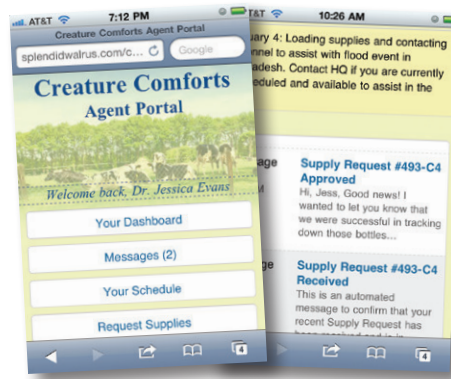 AT&T 7:12 PM
Creature Comforts Agent Portal
splendidwalrus.com/c... Google
Creature Comforts
Agent Portal
Welcome back, Dr. Jessica Evans
Your Dashboard
Messages (2)
Your Schedule
Request Supplies
4
AT&T 10:26 AM
uary 4: Loading supplies and contacting
nnel to assist with flood event in
adesh. Contact HQ if you are currently
eduled and available to assist in the
age
Supply Request #493-C4
Approved
M
Hi, Jess, Good news! I
wanted to let you know that
we were successful in tracking
down those bottles...
ge
Supply Request #493-C4
Received
This is an automated
message to confirm that your
recent Supply Request has
4